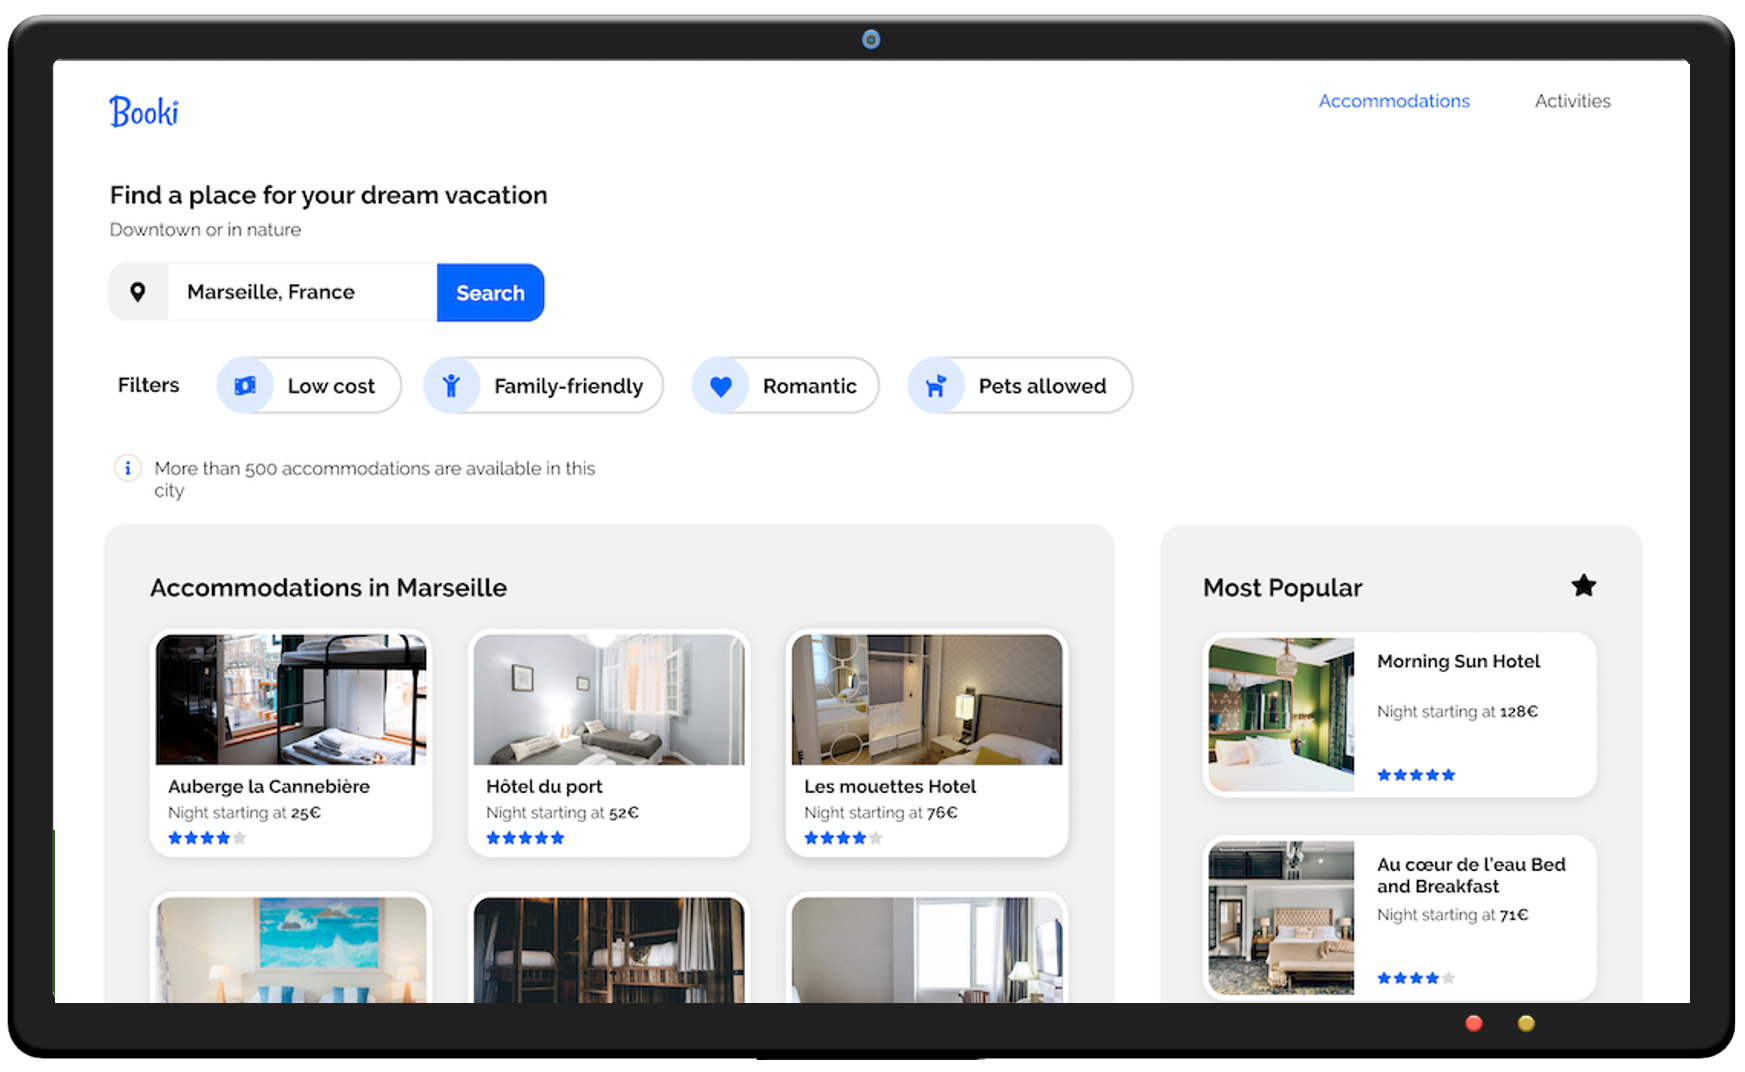 Booki
Accommodations
Activities
Find a place for your dream vacation
Downtown or in nature
Marseille, France
Search
Filters
Low cost
Family-friendly
Romantic
Pets allowed
i
More than 500 accommodations are available in this
city
Accommodations in Marseille
Auberge la Cannebière
Night starting at 25€
Hôtel du port
Night starting at 52€
Les mouettes Hotel
Night starting at 76€
Most Popular
Morning Sun Hotel
Night starting at 128€
Au cœur de l'eau Bed
and Breakfast
Night starting at 71€